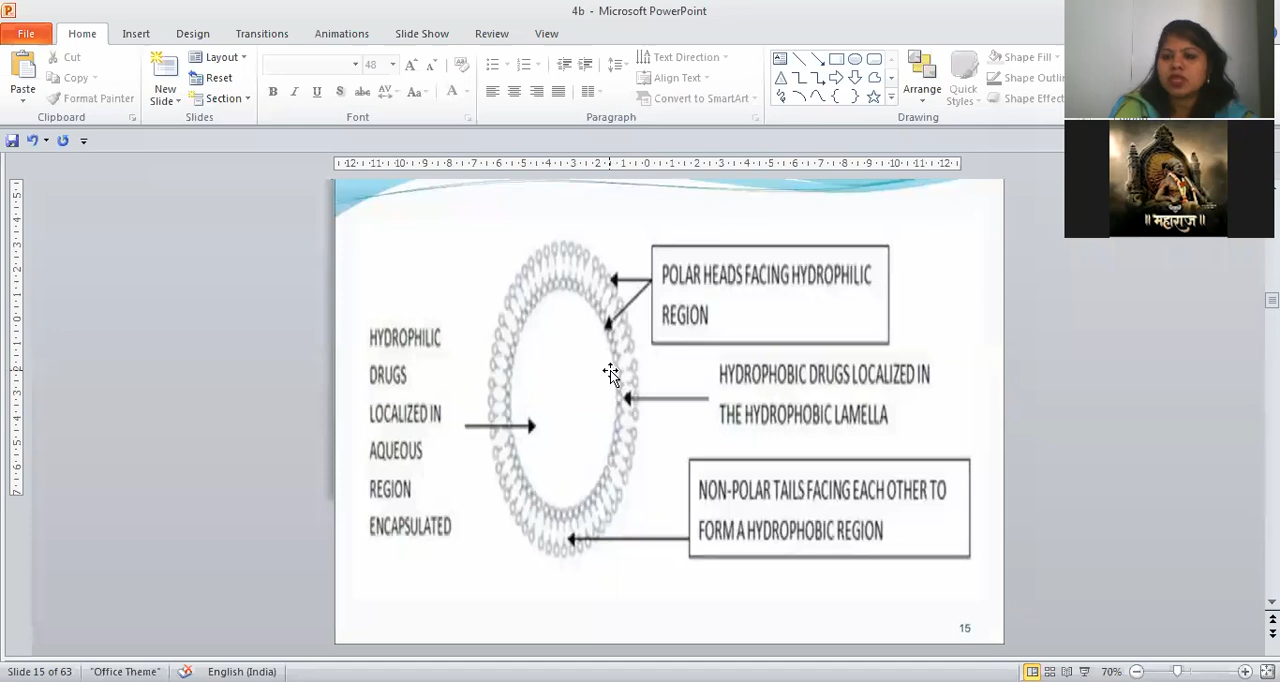 4b - Microsoft PowerPoint
File Home Insert Design Transitions Animations Slide Show Review View
Paste
Cut
Copy
Format Painter
Clipboard
New Slide
Layout
Reset
Section
Slides
48
Font
Text Direction
Align Text
Convert to SmartArt
Paragraph
Arrange
Quick Styles
Shape Fill
Shape Outli
Shape Effect
Drawing
॥ महाराज ॥
POLAR HEADS FACING HYDROPHILIC
REGION
HYDROPHILIC
DRUGS
LOCALIZED IN
AQUEOUS
REGION
ENCAPSULATED
HYDROPHOBIC DRUGS LOCALIZED IN
THE HYDROPHOBIC LAMELLA
NON-POLAR TAILS FACING EACH OTHER TO
FORM A HYDROPHOBIC REGION
15
Slide 15 of 63 "Office Theme" English (India) 70%